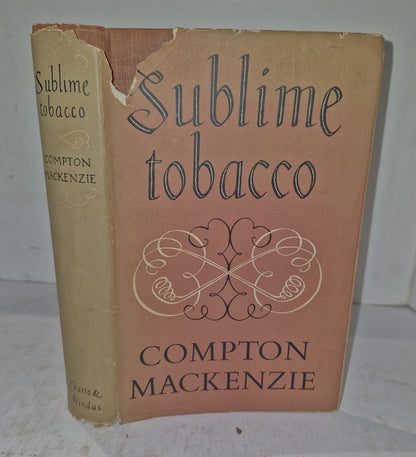 Sublime
tobacco
COMPTON
MACKENZIE
Chatto &
Windus
Sublime
tobacco
COMPTON
MACKENZIE